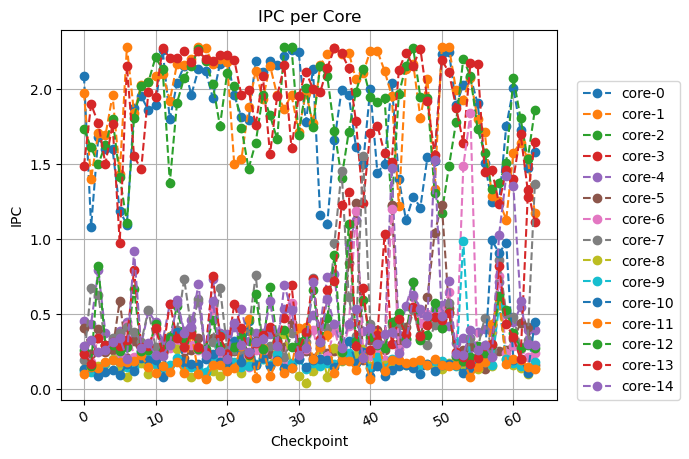 IPC per Core
IPC
2.0
1.5
1.0
0.5
0.0
0
10
20
30
40
50
60
Checkpoint
core-0
core-1
core-2
core-3
core-4
core-5
core-6
core-7
core-8
core-9
core-10
core-11
core-12
core-13
core-14